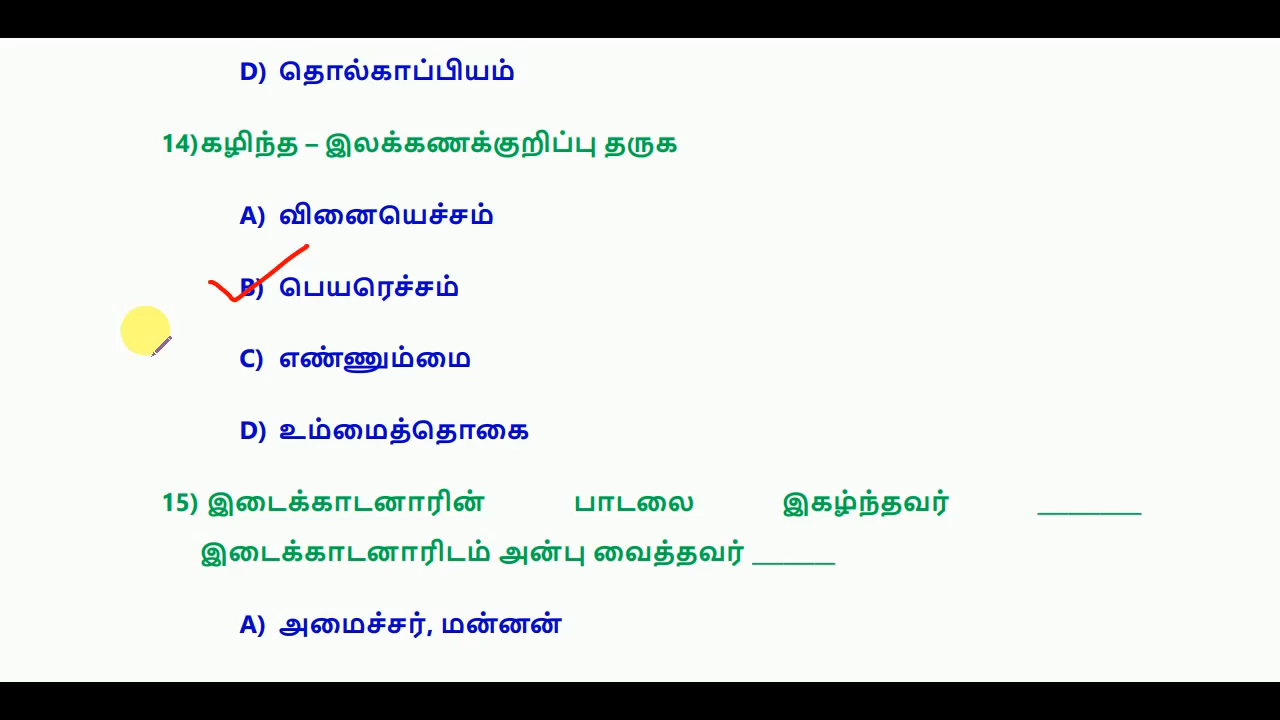 D) தொல்காப்பியம்
14)கழிந்த – இலக்கணக்குறிப்பு தருக
A) வினையெச்சம்
B) பெயரெச்சம்
C) எண்ணும்மை
D) உம்மைத்தொகை
15) இடைக்காடனாரின் பாடலை இகழ்ந்தவர் ________
இடைக்காடனாரிடம் அன்பு வைத்தவர் ______
A) அமைச்சர், மன்னன்